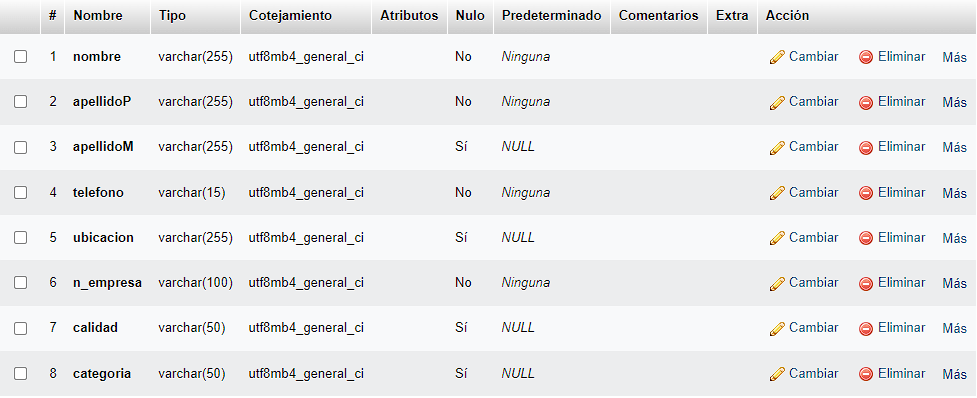 # Nombre Tipo Cotejamiento Atributos Nulo Predeterminado Comentarios Extra Acción
1 nombre varchar(255) utf8mb4_general_ci No Ninguna Cambiar Eliminar Más
2 apellidoP varchar(255) utf8mb4_general_ci No Ninguna Cambiar Eliminar Más
3 apellidoM varchar(255) utf8mb4_general_ci Sí NULL Cambiar Eliminar Más
4 telefono varchar(15) utf8mb4_general_ci No Ninguna Cambiar Eliminar Más
5 ubicacion varchar(255) utf8mb4_general_ci Sí NULL Cambiar Eliminar Más
6 n_empresa varchar(100) utf8mb4_general_ci No Ninguna Cambiar Eliminar Más
7 calidad varchar(50) utf8mb4_general_ci Sí NULL Cambiar Eliminar Más
8 categoria varchar(50) utf8mb4_general_ci Sí NULL Cambiar Eliminar Más